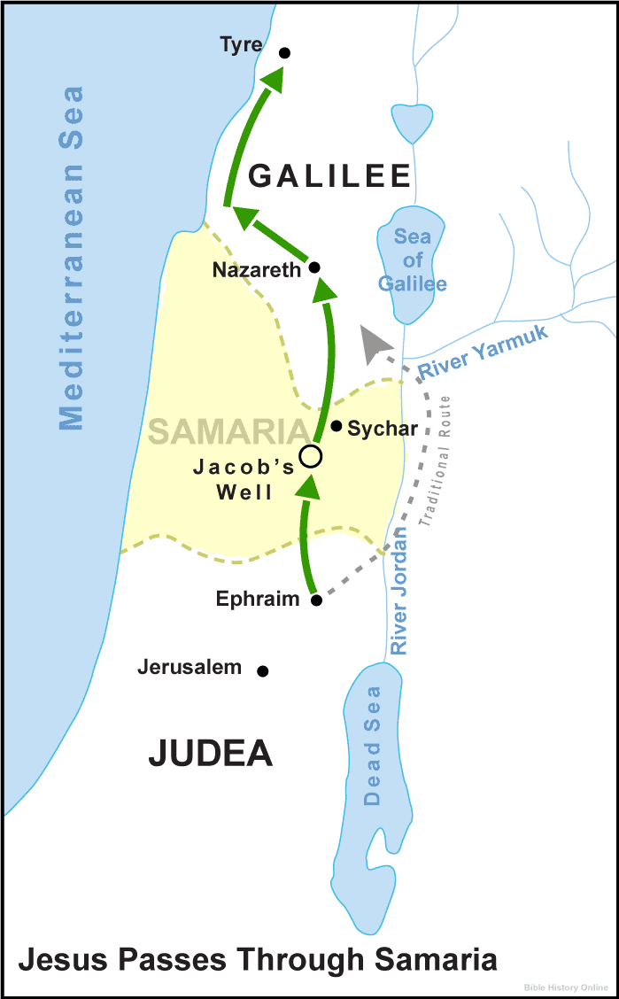 Tyre
Mediterranean Sea
GALILEE
Sea
of
Galilee
Nazareth
River Yarmuk
Traditional Route
SAMARIA
Sychar
Jacob's
Well
River Jordan
Ephraim
Jerusalem
JUDEA
Dead Sea
Jesus Passes Through Samaria
Bible History Online